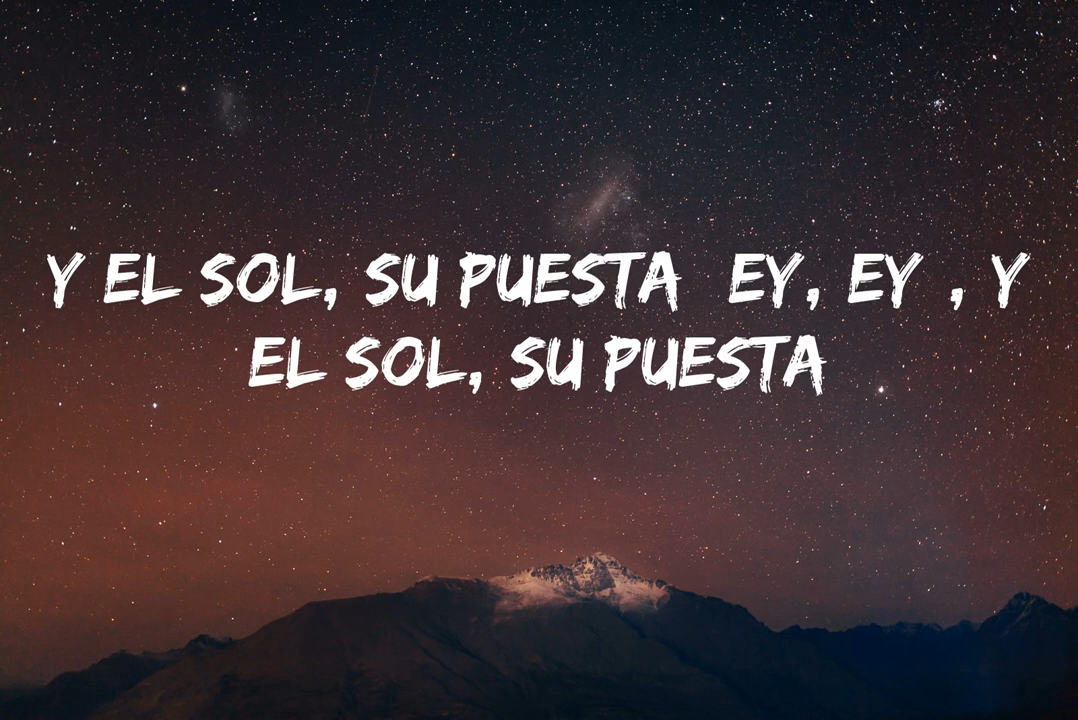 Y EL SOL, SU PUESTA EY, EY , Y
EL SOL, SU PUESTA